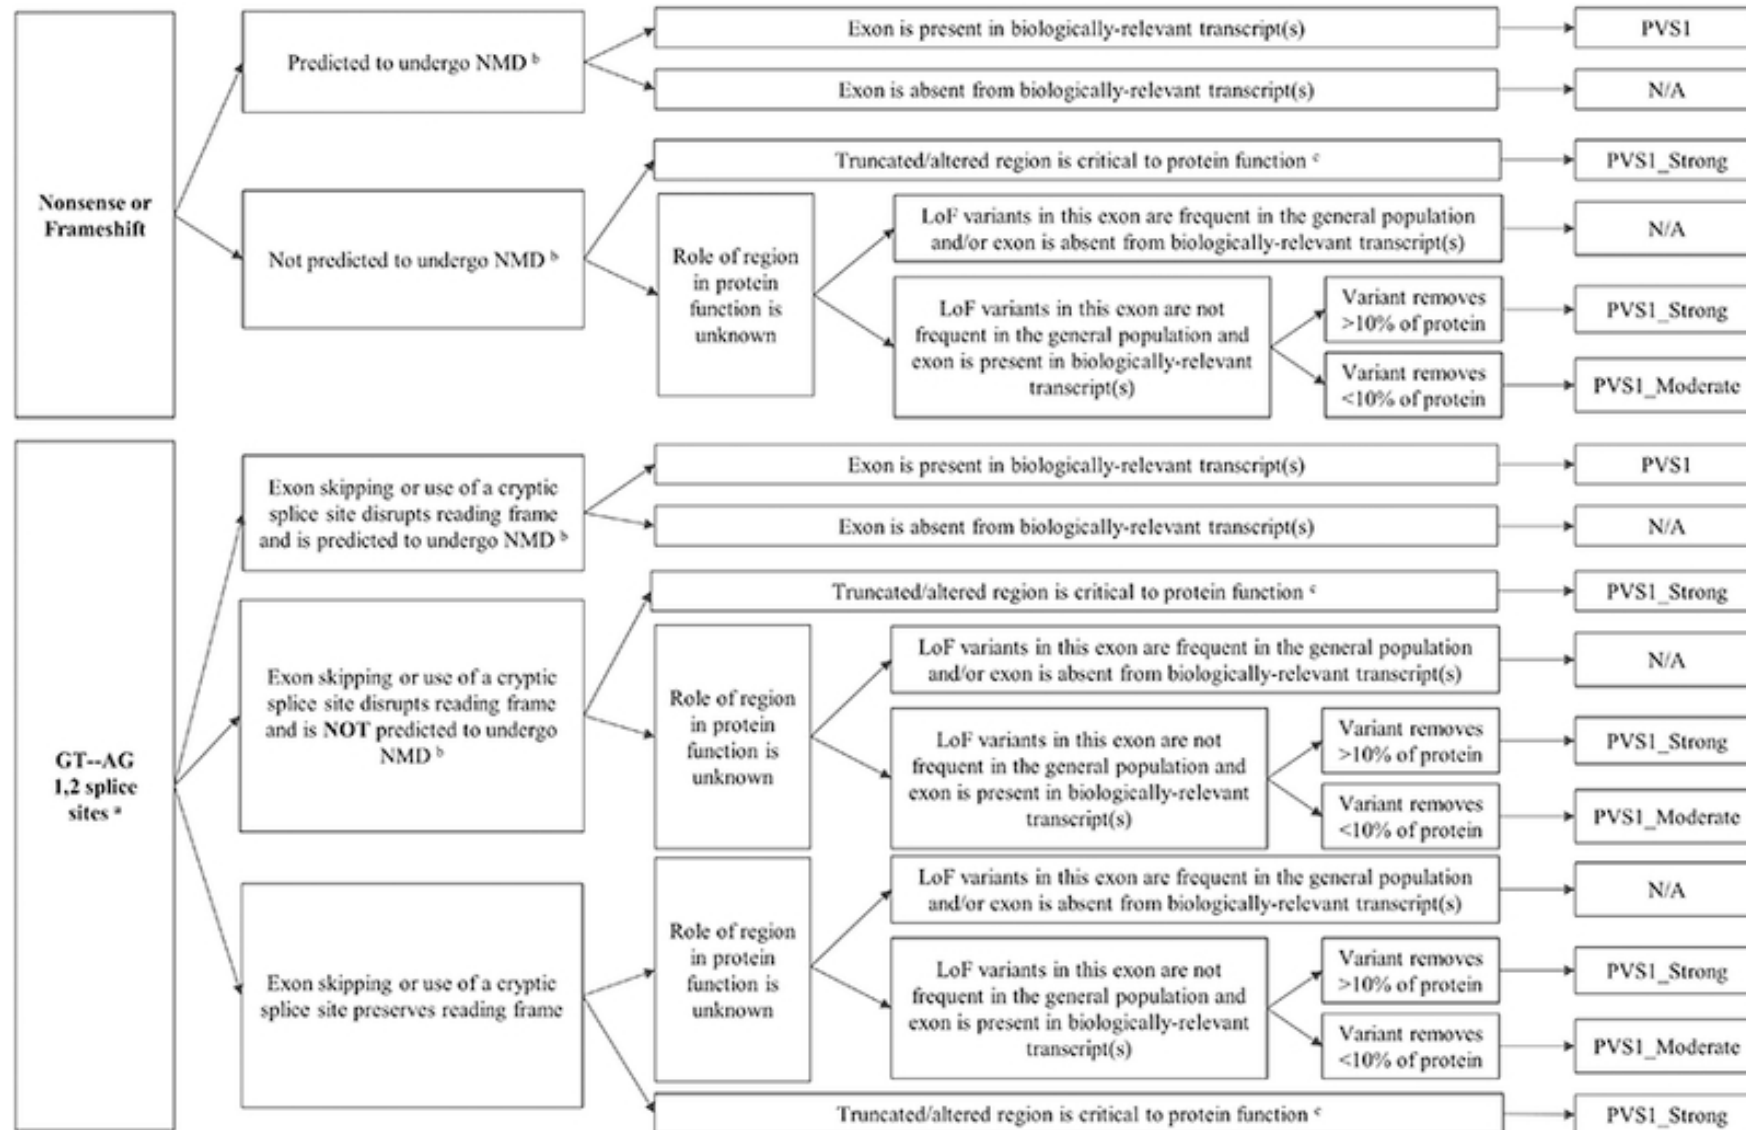 Nonsense or
Frameshift
Predicted to undergo NMD b
Exon is present in biologically-relevant transcript(s)
PVS1
Exon is absent from biologically-relevant transcript(s)
N/A
Not predicted to undergo NMD b
Truncated/altered region is critical to protein function c
PVS1_Strong
Role of region
in protein
function is
unknown
LoF variants in this exon are frequent in the general population
and/or exon is absent from biologically-relevant transcript(s)
N/A
LoF variants in this exon are not
frequent in the general population and
exon is present in biologically-relevant
transcript(s)
Variant removes
>10% of protein
PVS1_Strong
Variant removes
<10% of protein
PVS1_Moderate
GT--AG
1,2 splice
sites a
Exon skipping or use of a cryptic
splice site disrupts reading frame
and is predicted to undergo NMD b
Exon is present in biologically-relevant transcript(s)
PVS1
Exon is absent from biologically-relevant transcript(s)
N/A
Exon skipping or use of a cryptic
splice site disrupts reading frame
and is NOT predicted to undergo
NMD b
Truncated/altered region is critical to protein function c
PVS1_Strong
Role of region
in protein
function is
unknown
LoF variants in this exon are frequent in the general population
and/or exon is absent from biologically-relevant transcript(s)
N/A
LoF variants in this exon are not
frequent in the general population and
exon is present in biologically-relevant
transcript(s)
Variant removes
>10% of protein
PVS1_Strong
Variant removes
<10% of protein
PVS1_Moderate
Exon skipping or use of a cryptic
splice site preserves reading frame
Role of region
in protein
function is
unknown
LoF variants in this exon are frequent in the general population
and/or exon is absent from biologically-relevant transcript(s)
N/A
LoF variants in this exon are not
frequent in the general population and
exon is present in biologically-relevant
transcript(s)
Variant removes
>10% of protein
PVS1_Strong
Variant removes
<10% of protein
PVS1_Moderate
Truncated/altered region is critical to protein function c
PVS1_Strong